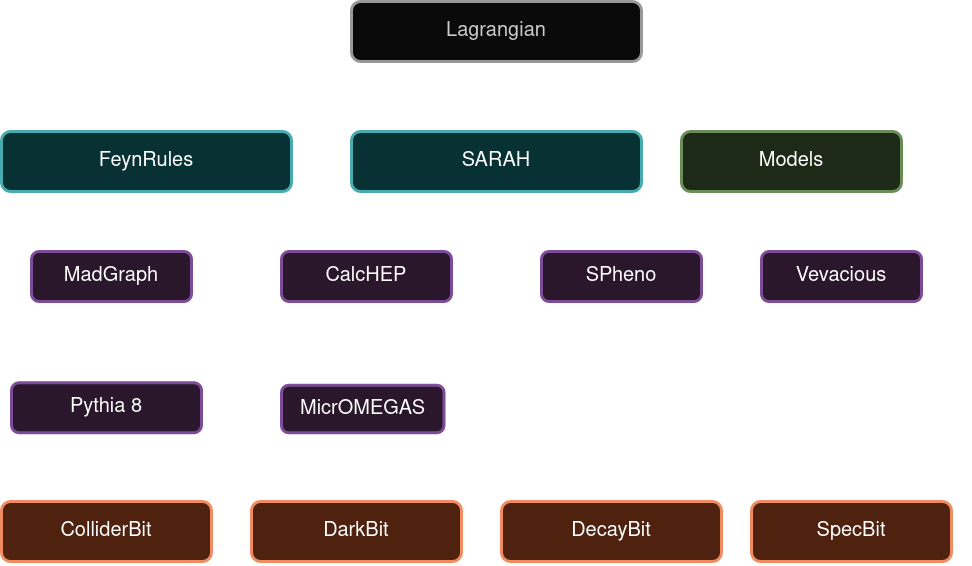 Lagrangian
FeynRules
SARAH
Models
MadGraph
CalcHEP
SPheno
Vevacious
Pythia 8
MicrOMEGAS
ColliderBit
DarkBit
DecayBit
SpecBit